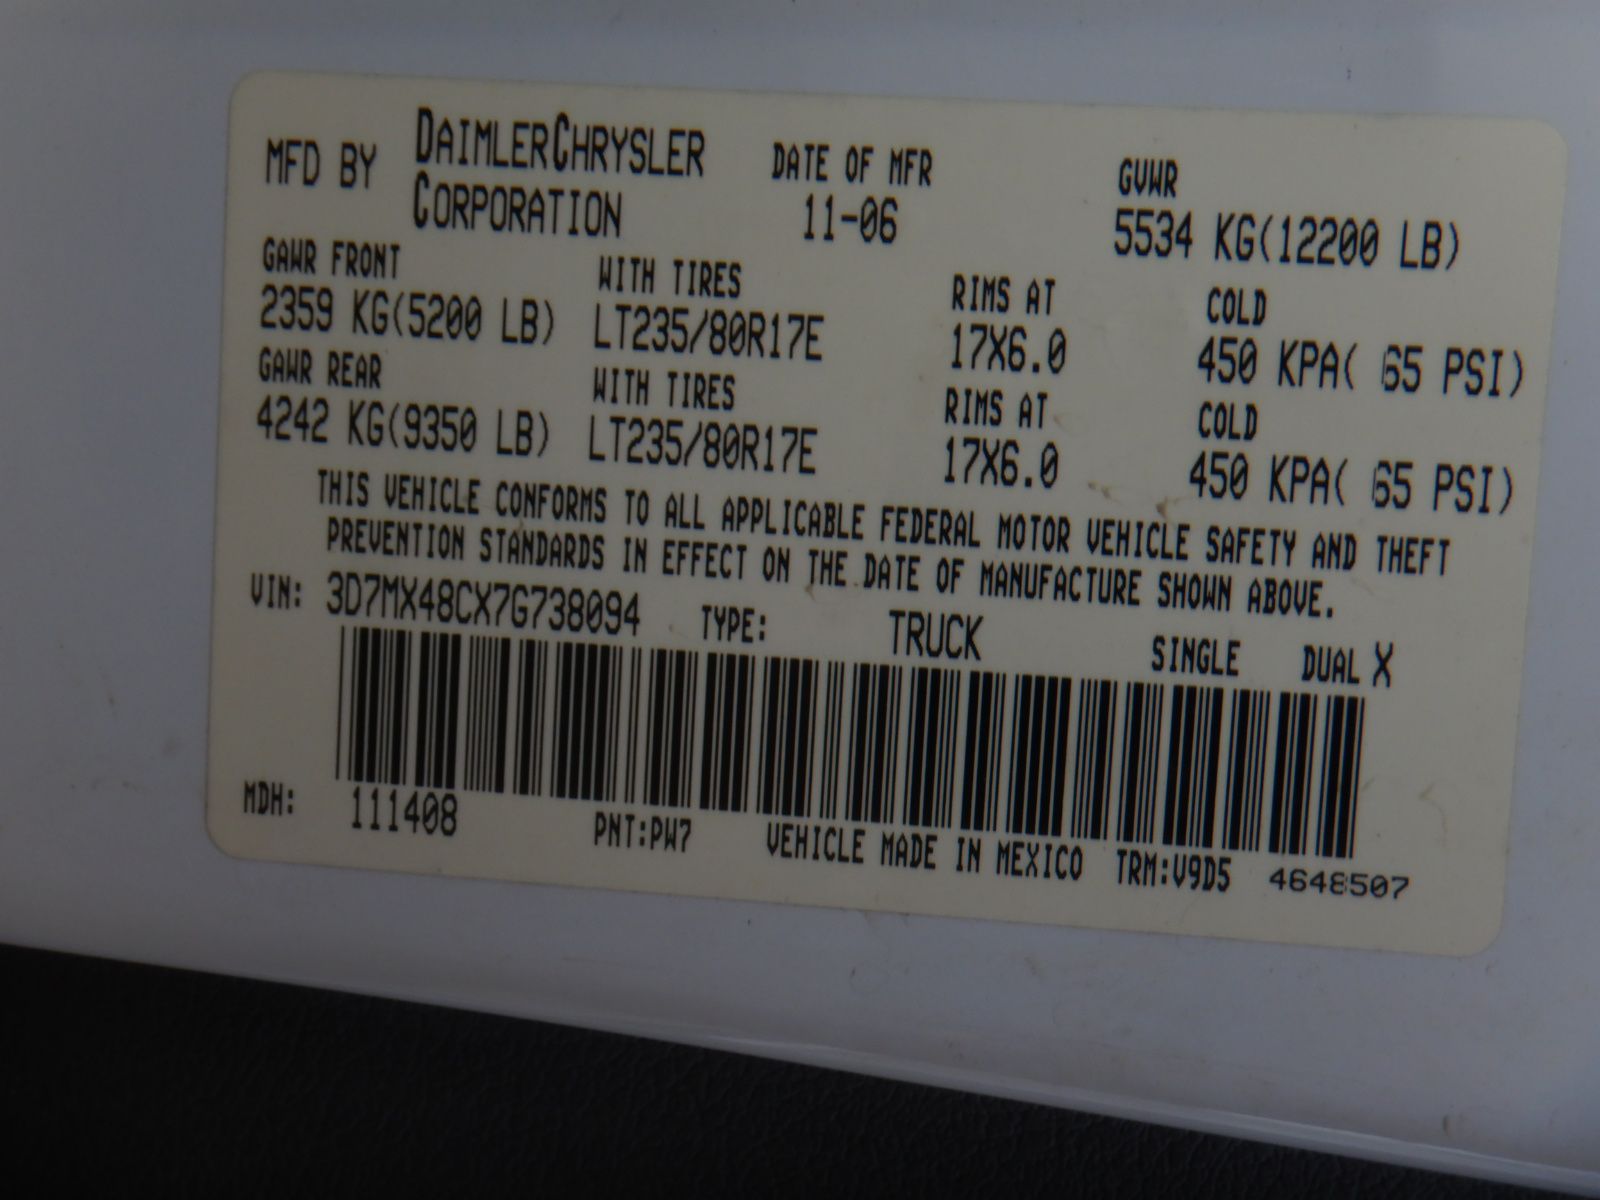 MFD BY DAIMLERCHRYSLER CORPORATION DATE OF MFR 11-06 GVWR 5534 KG(12200 LB)
GAWR FRONT WITH TIRES RIMS AT COLD
2359 KG(5200 LB) LT235/80R17E 17X6.0 450 KPA( 65 PSI)
GAWR REAR WITH TIRES RIMS AT COLD
4242 KG(9350 LB) LT235/80R17E 17X6.0 450 KPA( 65 PSI)
THIS VEHICLE CONFORMS TO ALL APPLICABLE FEDERAL MOTOR VEHICLE SAFETY AND THEFT
PREVENTION STANDARDS IN EFFECT ON THE DATE OF MANUFACTURE SHOWN ABOVE.
VIN: 3D7MX48CX7G738094 TYPE: TRUCK SINGLE DUAL X
MDH: 111408 PNT:PW7 VEHICLE MADE IN MEXICO TRM:V9D5 4648507